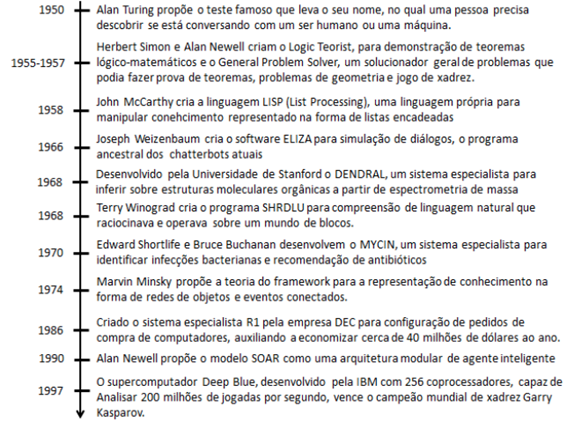 1950 Alan Turing propõe o teste famoso que leva o seu nome, no qual uma pessoa precisa
descobrir se está conversando com um ser humano ou uma máquina.
Herbert Simon e Alan Newell criam o Logic Teorist, para demonstração de teoremas
1955-1957 lógico-matemáticos e o General Problem Solver, um solucionador geral de problemas que
podia fazer prova de teoremas, problemas de geometria e jogo de xadrez.
1958 John McCarthy cria a linguagem LISP (List Processing), uma linguagem própria para
manipular conehcimento representado na forma de listas encadeadas
1966 Joseph Weizenbaum cria o software ELIZA para simulação de diálogos, o programa
ancestral dos chatterbots atuais
1968 Desenvolvido pela Universidade de Stanford o DENDRAL, um sistema especialista para
inferir sobre estruturas moleculares orgânicas a partir de espectrometria de massa
1968 Terry Winograd cria o programa SHRDLU para compreensão de linguagem natural que
raciocinava e operava sobre um mundo de blocos.
1970 Edward Shortlife e Bruce Buchanan desenvolvem o MYCIN, um sistema especialista para
identificar infecções bacterianas e recomendação de antibióticos
1974 Marvin Minsky propõe a teoria do framework para a representação de conhecimento na
forma de redes de objetos e eventos conectados.
1986 Criado o sistema especialista R1 pela empresa DEC para configuração de pedidos de
compra de computadores, auxiliando a economizar cerca de 40 milhões de dólares ao ano.
1990 Alan Newell propõe o modelo SOAR como uma arquitetura modular de agente inteligente
O supercomputador Deep Blue, desenvolvido pela IBM com 256 coprocessadores, capaz de
1997 Analisar 200 milhões de jogadas por segundo, vence o campeão mundial de xadrez Garry
Kasparov.